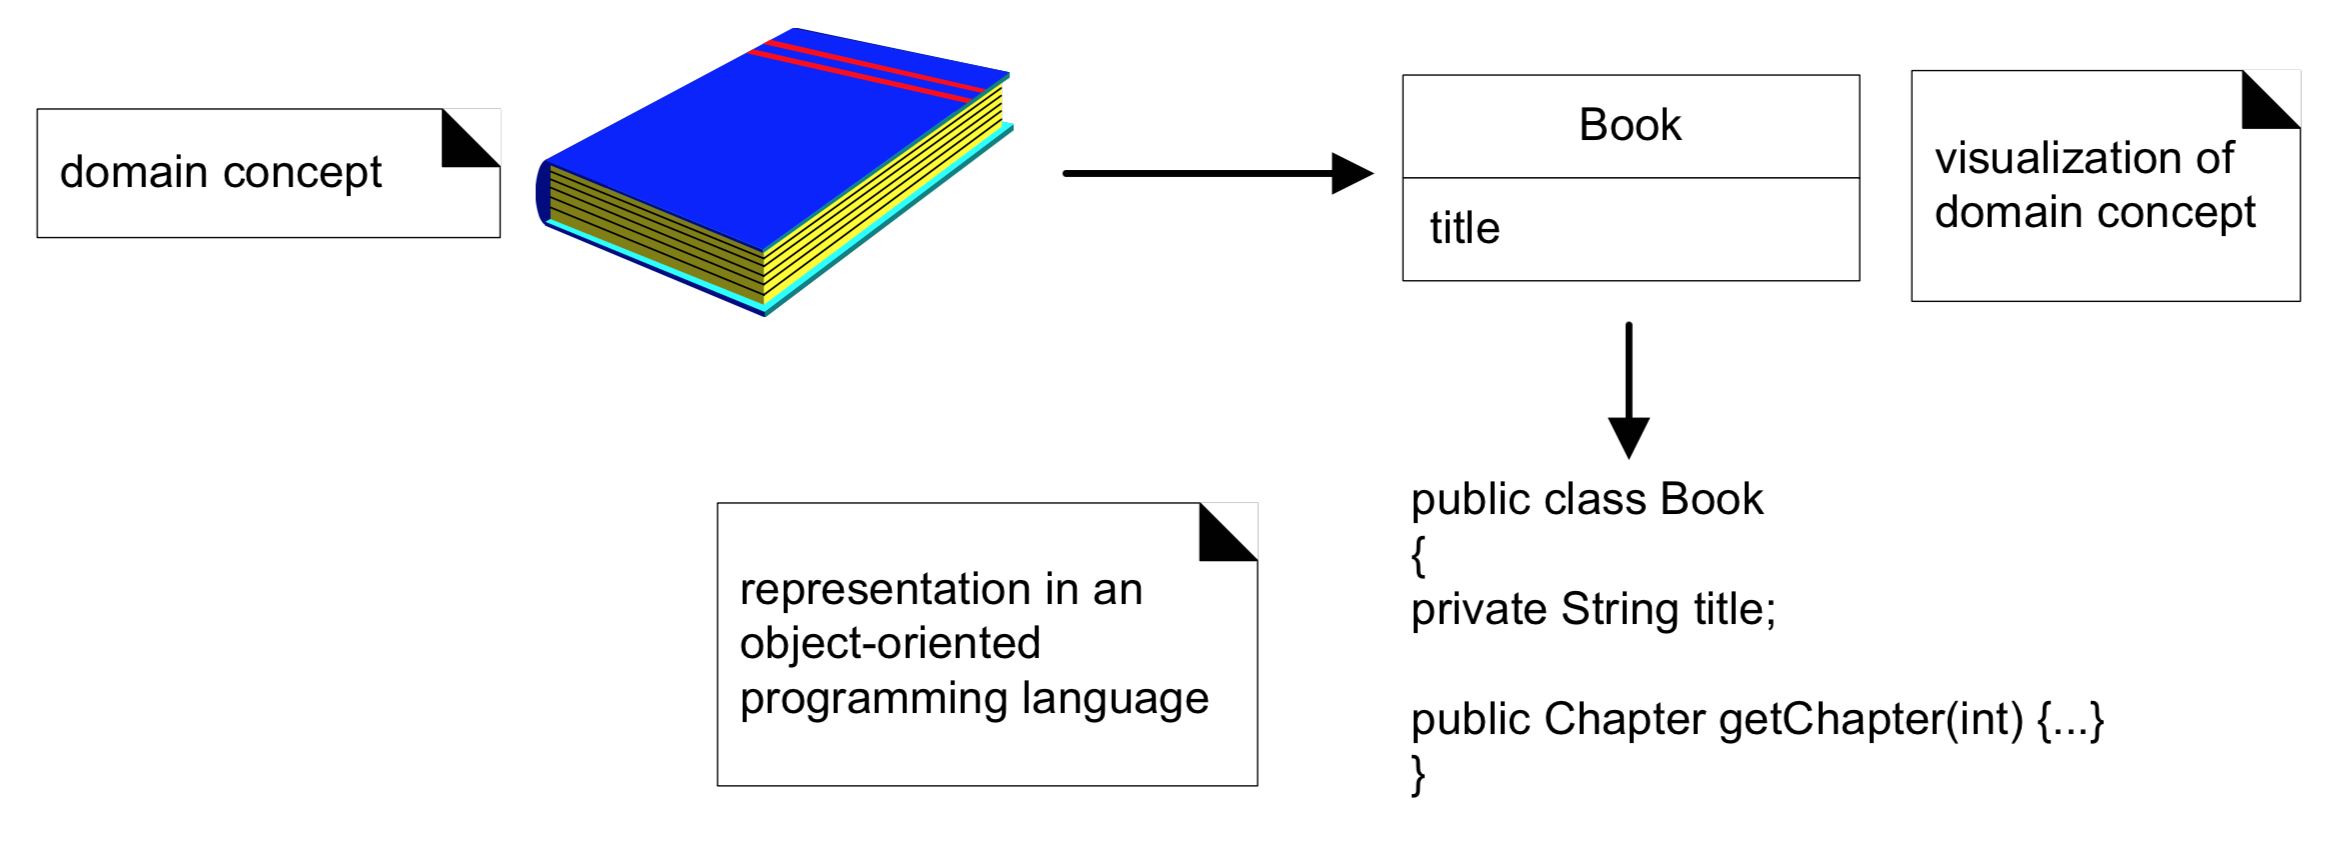 domain concept
Book
title
visualization of
domain concept
representation in an
object-oriented
programming language
public class Book
{
private String title;
public Chapter getChapter(int) {...}
}